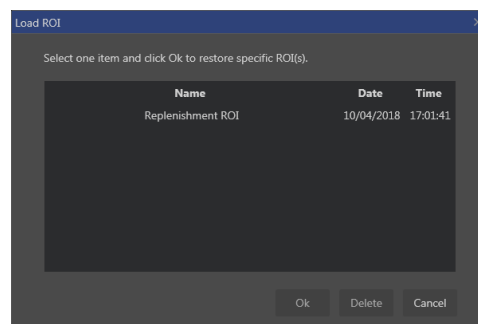 Load ROI
Select one item and click Ok to restore specific ROI(s).
Name Date Time
Replenishment ROI 10/04/2018 17:01:41
Ok Delete Cancel